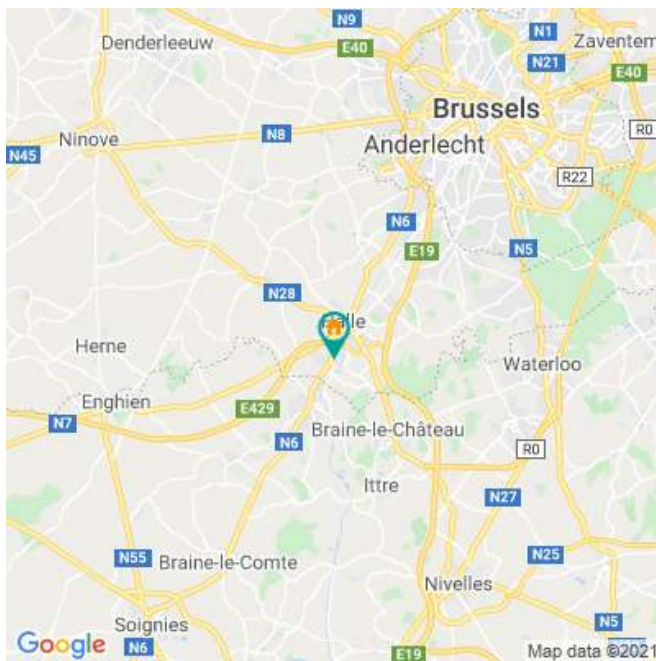 N9
N1
Denderleeuw
E40
Zaventem
N21
E40
Brussels
N8
Ninove
R0
Anderlecht
N45
R22
N6
E19
N5
N28
Halle
Herne
Waterloo
Enghien
E429
N7
Braine-le-Château
N6
R0
Ittre
N27
N55
Braine-le-Comte
N25
Nivelles
Soignies
N5
Google
N6
E19
Map data ©2021